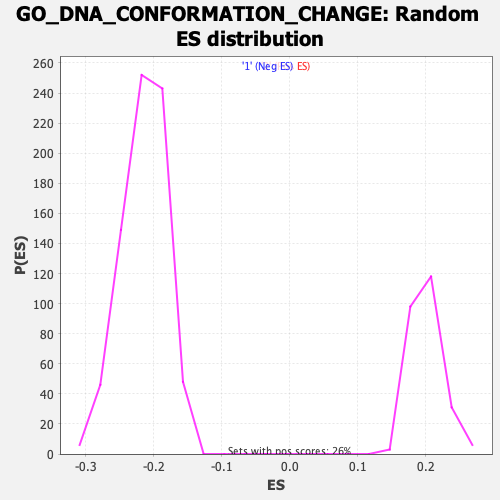 GO_DNA_CONFORMATION_CHANGE: Random
ES distribution
'1' (Neg ES) ES)
260
240
220
200
180
160
140
120
100
80
60
40
20
0
P(ES)
Sets with pos scores: 26%
-0.3 -0.2 -0.1 0.0 0.1 0.2
ES